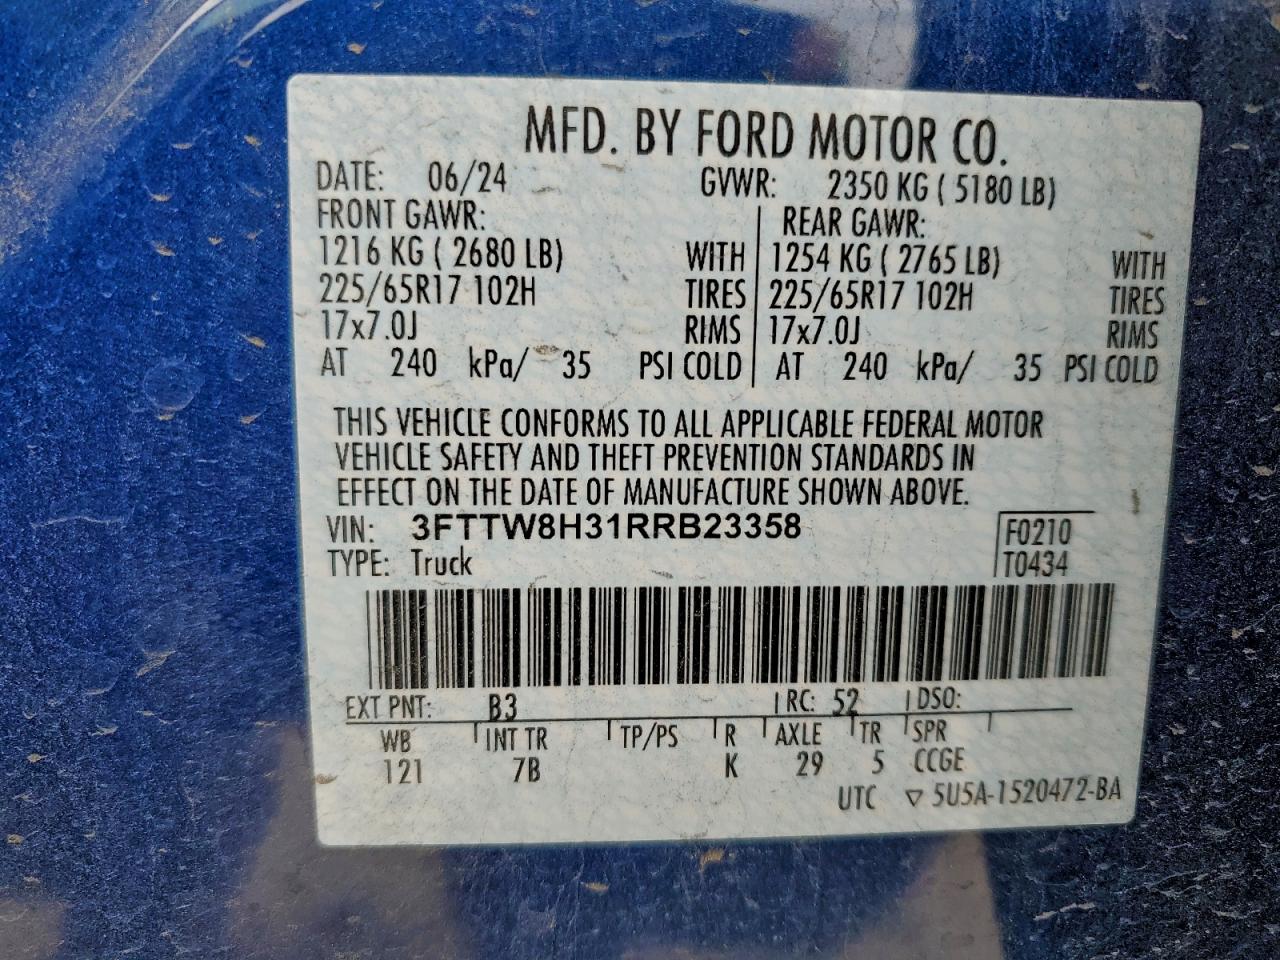 MFD. BY FORD MOTOR CO.
DATE: 06/24 GVWR: 2350 KG ( 5180 LB)
FRONT GAWR: REAR GAWR:
1216 KG ( 2680 LB) WITH 1254 KG ( 2765 LB) WITH
225/65R17 102H TIRES 225/65R17 102H TIRES
17x7.0J RIMS 17x7.0J RIMS
AT 240 kPa/ 35 PSI COLD AT 240 kPa/ 35 PSI COLD
THIS VEHICLE CONFORMS TO ALL APPLICABLE FEDERAL MOTOR
VEHICLE SAFETY AND THEFT PREVENTION STANDARDS IN
EFFECT ON THE DATE OF MANUFACTURE SHOWN ABOVE.
VIN: 3FTTW8H31RRB23358 F0210
TYPE: Truck T0434
EXT PNT: B3 RC: 52 DSO:
WB INT TR TP/PS R AXLE TR SPR
121 7B K 29 5 CCGE
UTC ▽ 5U5A-1520472-BA